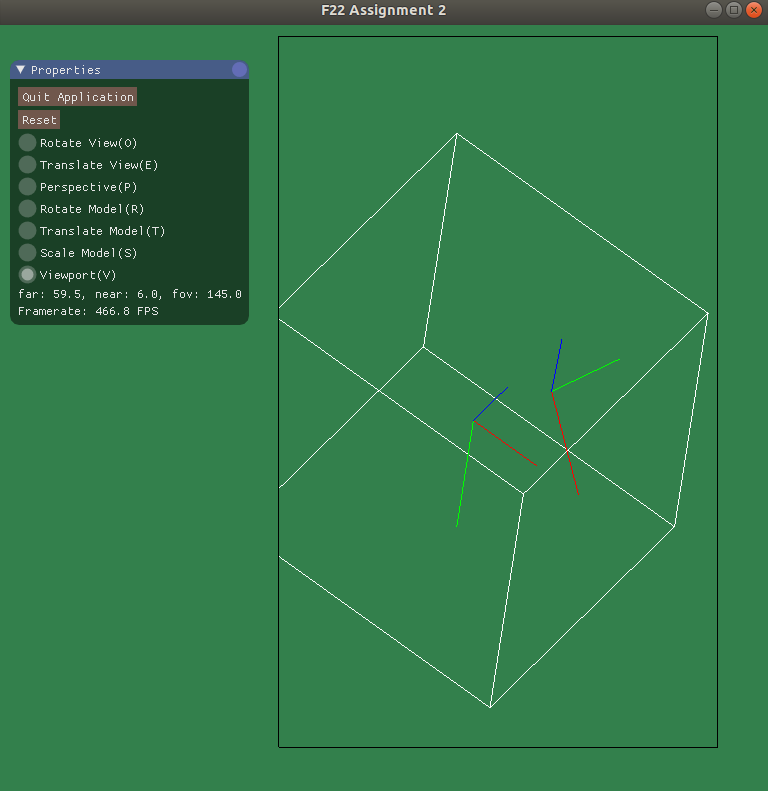 F22 Assignment 2
Properties
Quit Application
Reset
Rotate View(O)
Translate View(E)
Perspective(P)
Rotate Model(R)
Translate Model(T)
Scale Model(S)
Viewport(V)
far: 59.5, near: 6.0, fov: 145.0
Framerate: 466.8 FPS